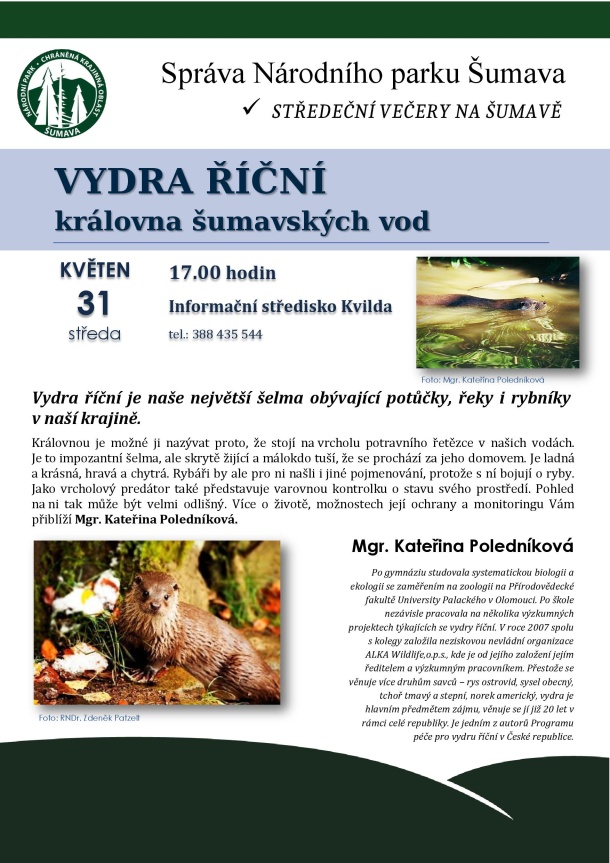 NÁRODNÍ PARK • CHRÁNĚNÁ KRAJINNÁ OBLAST
ŠUMAVA
Správa Národního parku Šumava
✓ STŘEDEČNÍ VEČERY NA ŠUMAVĚ
VYDRA ŘÍČNÍ
královna šumavských vod
KVĚTEN
31
středa
17.00 hodin
Informační středisko Kvilda
tel.: 388 435 544
Foto: Mgr. Kateřina Poledníková
Vydra říční je naše největší šelma obývající potůčky, řeky i rybníky
v naší krajině.
Královnou je možné ji nazývat proto, že stojí na vrcholu potravního řetězce v našich vodách.
Je to impozantní šelma, ale skrytě žijící a málokdo tuší, že se prochází za jeho domovem. Je ladná
a krásná, hravá a chytrá. Rybáři by ale pro ni našli i jiné pojmenování, protože s ní bojují o ryby.
Jako vrcholový predátor také představuje varovnou kontrolku o stavu svého prostředí. Pohled
na ni tak může být velmi odlišný. Více o životě, možnostech její ochrany a monitoringu Vám
přiblíží Mgr. Kateřina Poledníková.
Mgr. Kateřina Poledníková
Po gymnáziu studovala systematickou biologii a
ekologii se zaměřením na zoologii na Přírodovědecké
fakultě University Palackého v Olomouci. Po škole
nezávisle pracovala na několika výzkumných
projektech týkajících se vydry říční. V roce 2007 spolu
s kolegy založila neziskovou nevládní organizace
ALKA Wildlife,o.p.s., kde je od jejího založení jejím
ředitelem a výzkumným pracovníkem. Přestože se
věnuje více druhům savců – rys ostrovid, sysel obecný,
tchoř tmavý a stepní, norek americký, vydra je
hlavním předmětem zájmu, věnuje se jí již 20 let v
rámci celé republiky. Je jedním z autorů Programu
péče pro vydru říční v České republice.
Foto: RNDr. Zdeněk Patzelt